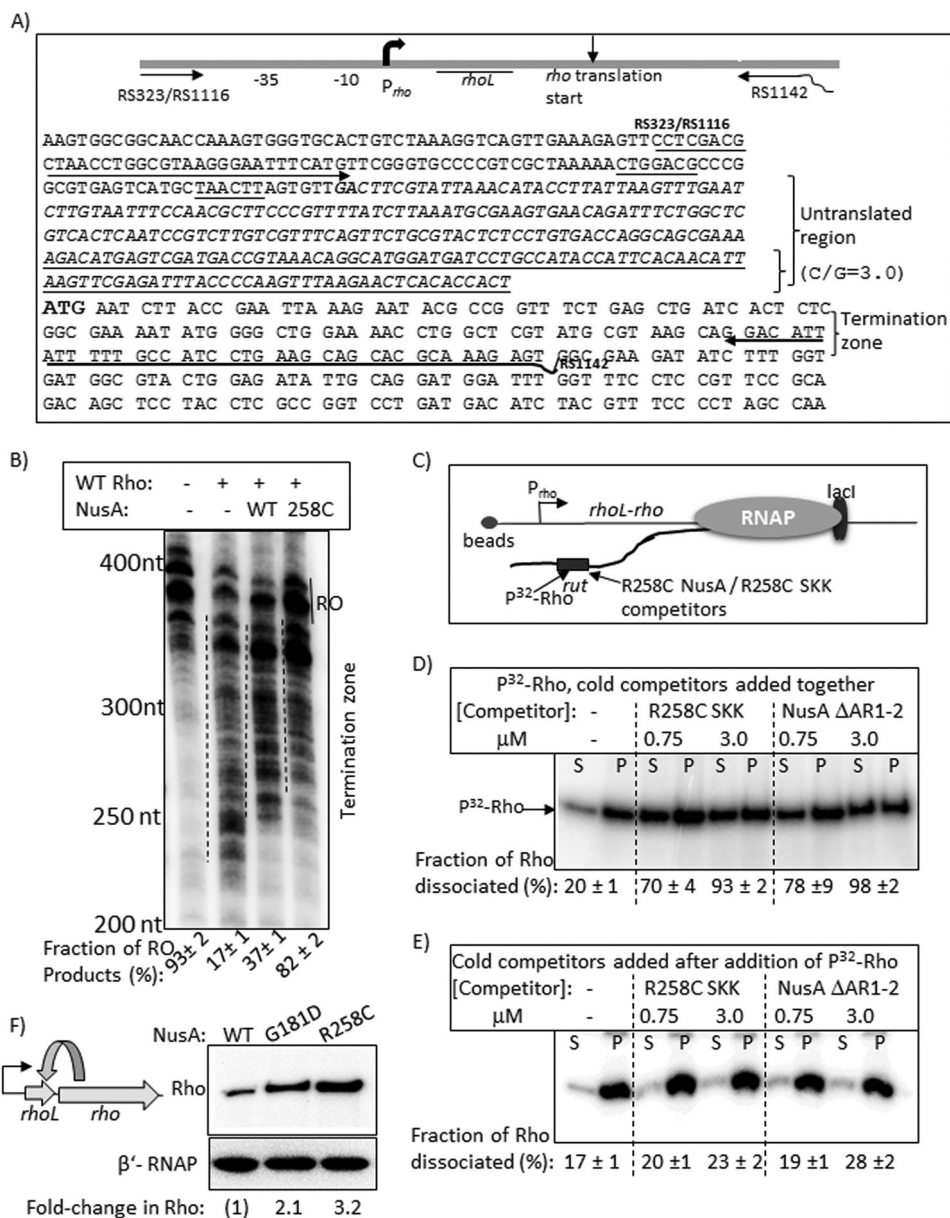 A)
-35
-10
P rho
rhoL
rho translation
start
RS323/RS1116
RS1142
RS323/RS1116
AAGTGGCGGCAACCAAAGTGGGTGCACTGTCTAAAGGTCAGTTGAAAGAGTTCCTCGACG
CTAACCTGGCGTAAGGGAATTTCATGTTCGGGTGCCCCGTCGCTAAAAACTGGACGCCCG
GCGTGAGTCATGCTAACTTAGTGTTGACTTCGTATTAAACATACCTTATTAAGTTTGAAT
CTTGTAATTTCCAACGCTTCCCGTTTTATCTTAAATGCGAAGTGAACAGATTTCTGGCTC
GTCACTCAATCCGTCTTGTCGTTTCAGTTCTGCGTACTCTCCTGTGACCAGGCAGCGAAA
AGACATGAGTCGATGACCGTAAACAGGCATGGATGATCCTGCCATACCATTCACAACATT
AAGTTCGAGATTTACCCCAAGTTTAAGAACTCACACCACT
Untranslated
region
(C/G=3.0)
ATG AAT CTT ACC GAA TTA AAG AAT ACG CCG GTT TCT GAG CTG ATC ACT CTC
GGC GAA AAT ATG GGG CTG GAA AAC CTG GCT CGT ATG CGT AAG CAG GAC ATT
ATT TTT GCC ATC CTG AAG CAG CAC GCA AAG AGT GGC GAA GAT ATC TTT GGT
RS1142
GAT GGC GTA CTG GAG ATA TTG CAG GAT GGA TTT GGT TTC CTC CGT TCC GCA
GAC AGC TCC TAC CTC GCC GGT CCT GAT GAC ATC TAC GTT TCC CCT AGC CAA
Termination
zone
B)
WT Rho: - + + +
NusA: - - WT 258C
400nt
300nt
250 nt
200 nt
RO
Termination zone
Fraction of RO
Products (%):
93± 2 17± 1 37± 1 82 ± 2
C)
P rho
rhoL-rho
RNAP
lacI
beads
rut
P32-Rho
R258C NusA/R258C SKK
competitors
D)
P32-Rho, cold competitors added together
[Competitor]: - R258C SKK NusA ΔAR1-2
µM - 0.75 3.0 0.75 3.0
S P S P S P S P S P
P32-Rho
Fraction of Rho
dissociated (%): 20 ± 1 70 ± 4 93 ± 2 78 ±9 98 ±2
E)
Cold competitors added after addition of P32-Rho
[Competitor]: - R258C SKK NusA ΔAR1-2
µM - 0.75 3.0 0.75 3.0
S P S P S P S P S P
Fraction of Rho
dissociated (%): 17 ± 1 20 ±1 23 ± 2 19 ±1 28 ±2
F)
rhoL
rho
NusA: WT G181D R258C
Rho
β‘- RNAP
Fold-change in Rho: (1) 2.1 3.2